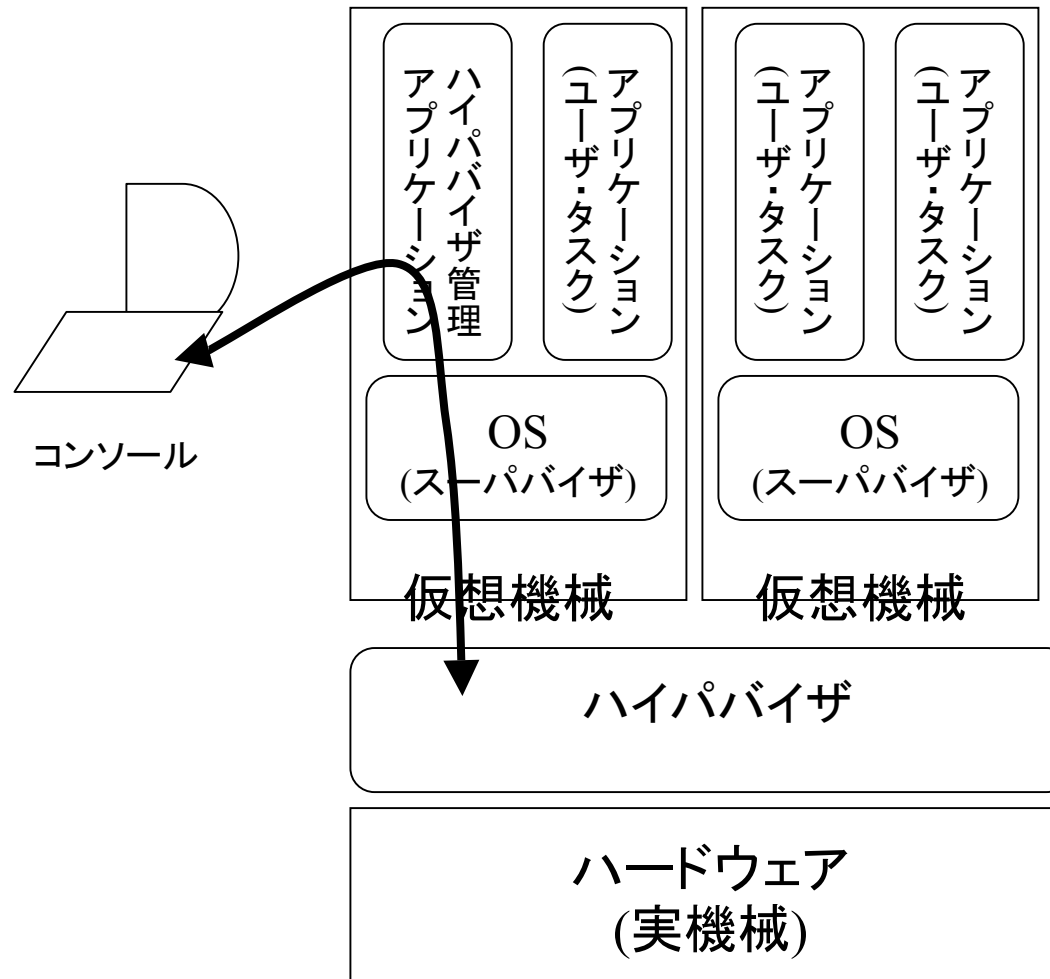 ハイパバイザ管理
アプリケーション
アプリケーション
(ユーザ・タスク)
アプリケーション
(ユーザ・タスク)
アプリケーション
(ユーザ・タスク)
コンソール
OS
(スーパバイザ)
OS
(スーパバイザ)
仮想機械
仮想機械
ハイパバイザ
ハードウェア
(実機械)